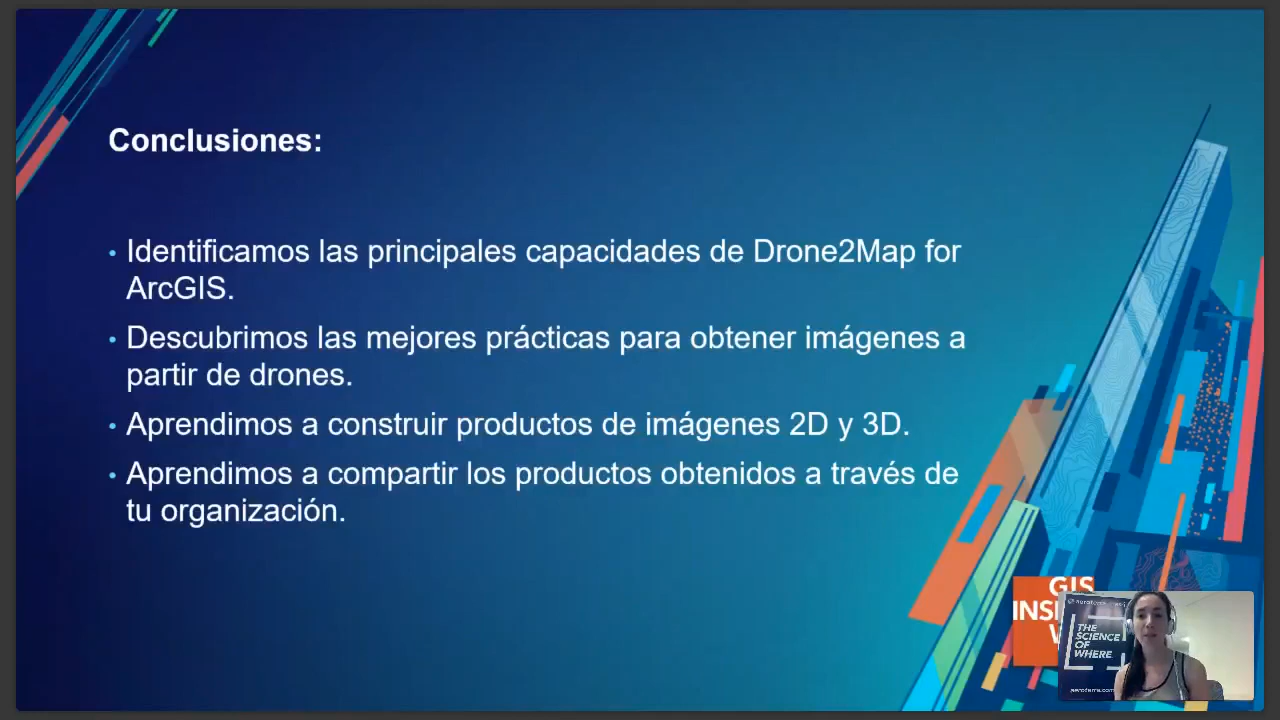 Conclusiones:
• Identificamos las principales capacidades de Drone2Map for
ArcGIS.
• Descubrimos las mejores prácticas para obtener imágenes a
partir de drones.
• Aprendimos a construir productos de imágenes 2D y 3D.
• Aprendimos a compartir los productos obtenidos a través de
tu organización.
GIS
THE
SCIENCE
OF
WHERE
aeroterra.com